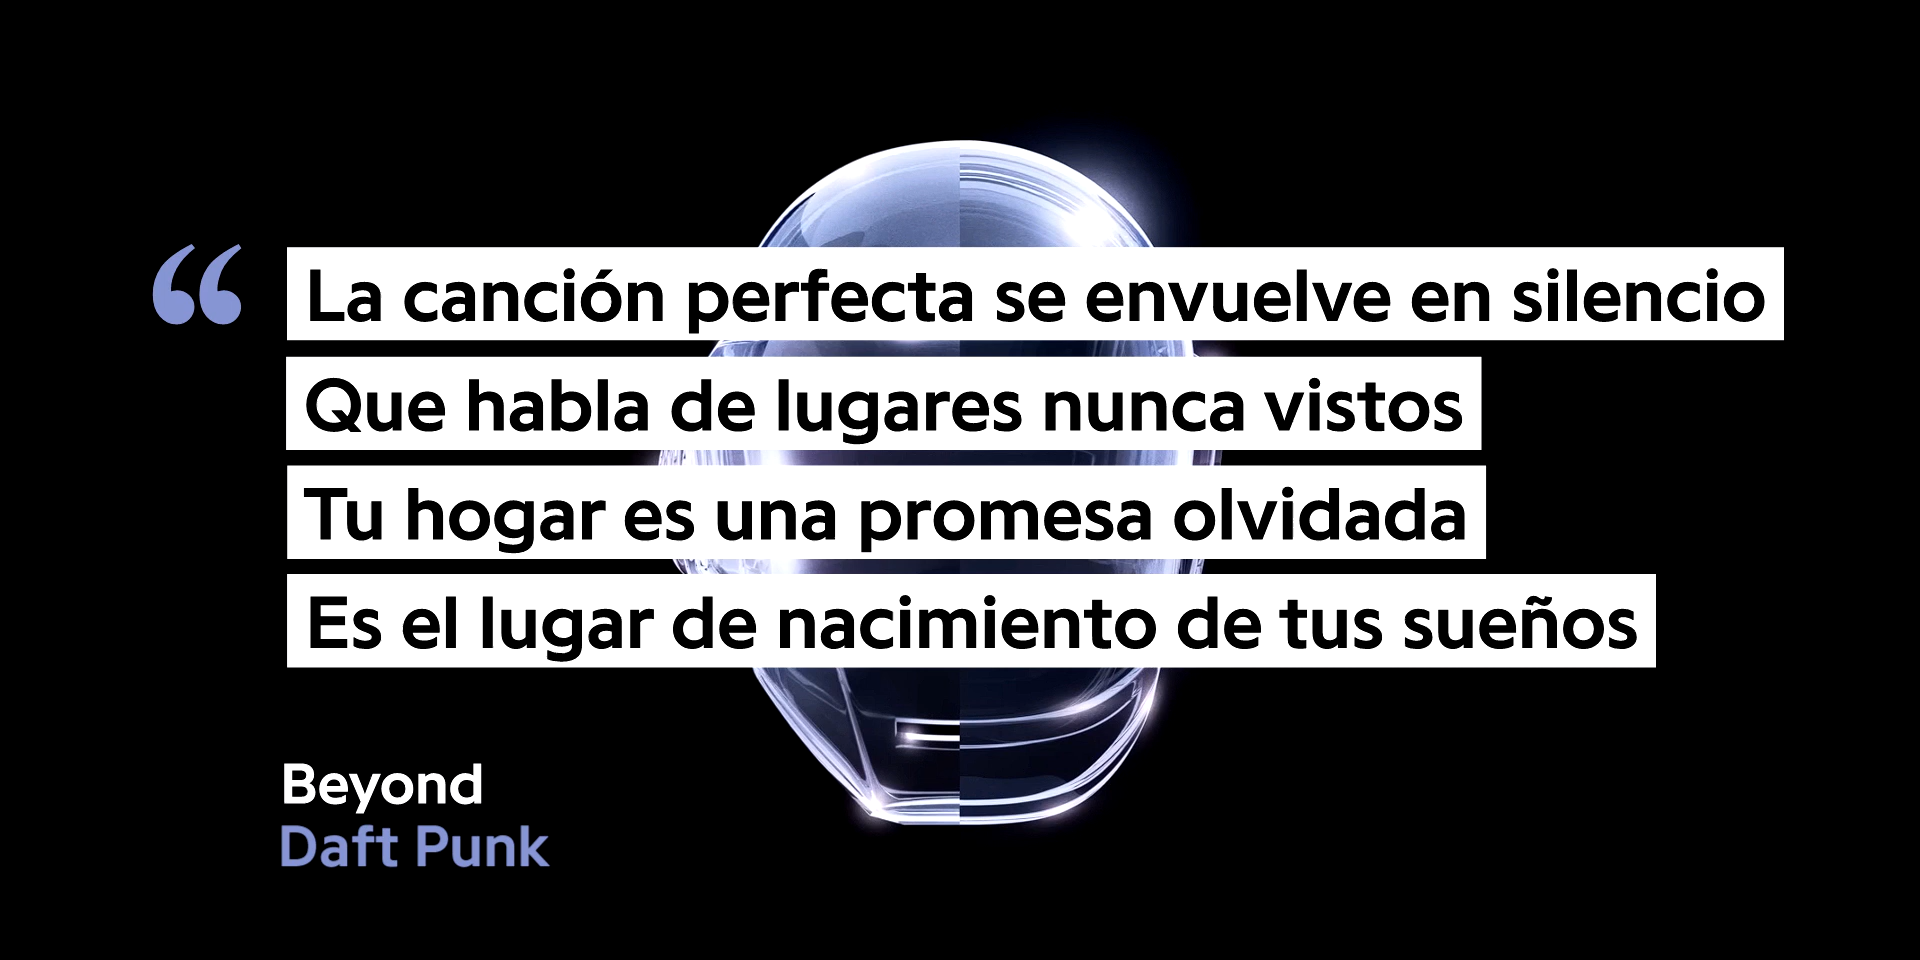 “
La canción perfecta se envuelve en silencio
Que habla de lugares nunca vistos
Tu hogar es una promesa olvidada
Es el lugar de nacimiento de tus sueños
Beyond
Daft Punk